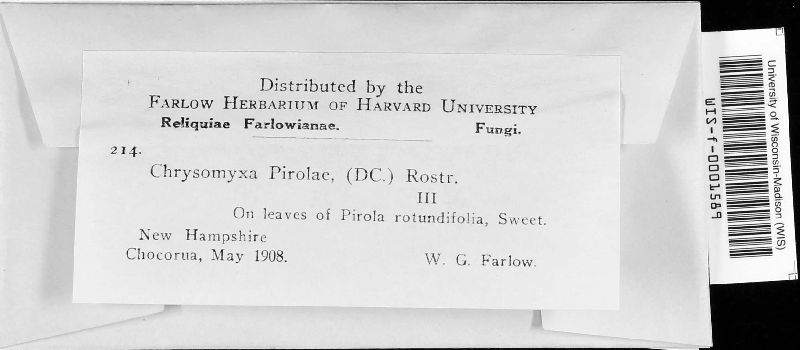 Distributed by the
FARLOW HERBARIUM OF HARVARD UNIVERSITY
Reliquiae Farlowianae. Fungi.
214.
Chrysomyxa Pirolae, (DC.) Rostr.
III
On leaves of Pirola rotundifolia, Sweet.
New Hampshire
Chocorua, May 1908. W. G. Farlow.
University of Wisconsin-Madison (WIS)
WIS-f-0001589